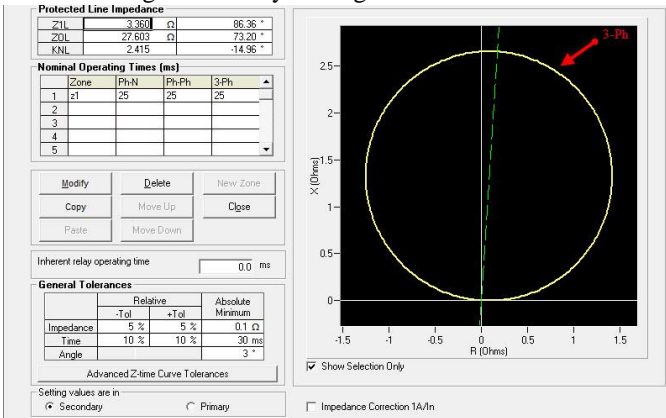 Protected Line Impedance
Z1L 3.360 Ω 86.36 °
Z0L 27.603 Ω 73.20 °
KNL 2.415 -14.96 °
Nominal Operating Times (ms)
Zone Ph-N Ph-Ph 3-Ph
1 z1 25 25 25
2
3
4
5
Modify Delete New Zone
Copy Move Up Close
Paste Move Down
Inherent relay operating time 0.0 ms
General Tolerances
Relative Absolute
-Tol +Tol Minimum
Impedance 5 % 5 % 0.1 Ω
Time 10 % 10 % 30 ms
Angle 3 °
Advanced Z-time Curve Tolerances
Setting values are in
Secondary Primary
3-Ph
X (Ohms)
2.5-
1.5-
1-
0.5-
0-
-1.5 -1 -0.5 0 0.5 1 1.5
R (Ohms)
Show Selection Only
Impedance Correction 1A/In